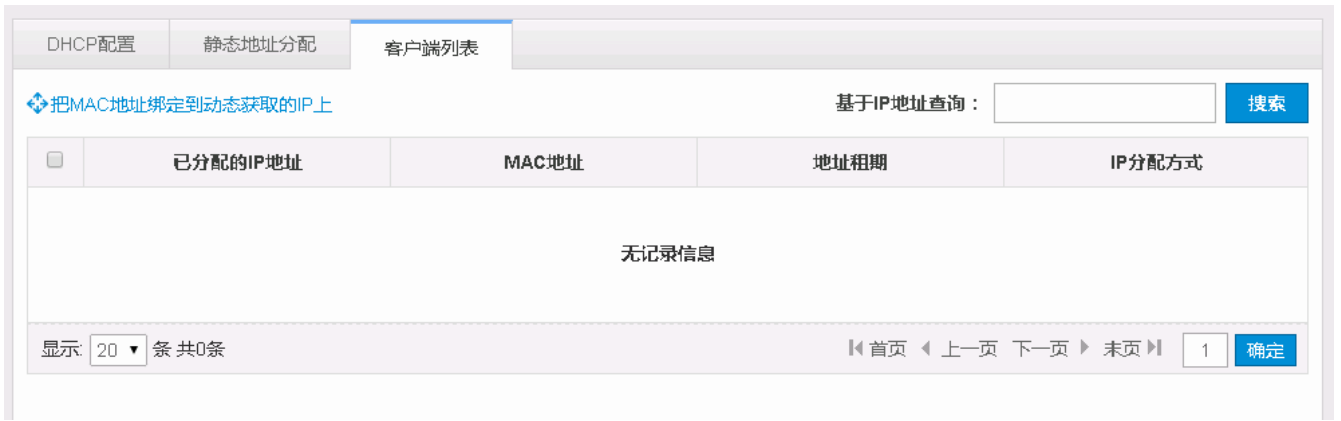 DHCP配置 静态地址分配 客户端列表
把MAC地址绑定到动态获取的IP上 基于IP地址查询： 搜索
已分配的IP地址 MAC地址 地址租期 IP分配方式
无记录信息
显示: 20 条 共0条 首页 上一页 下一页 末页 1 确定